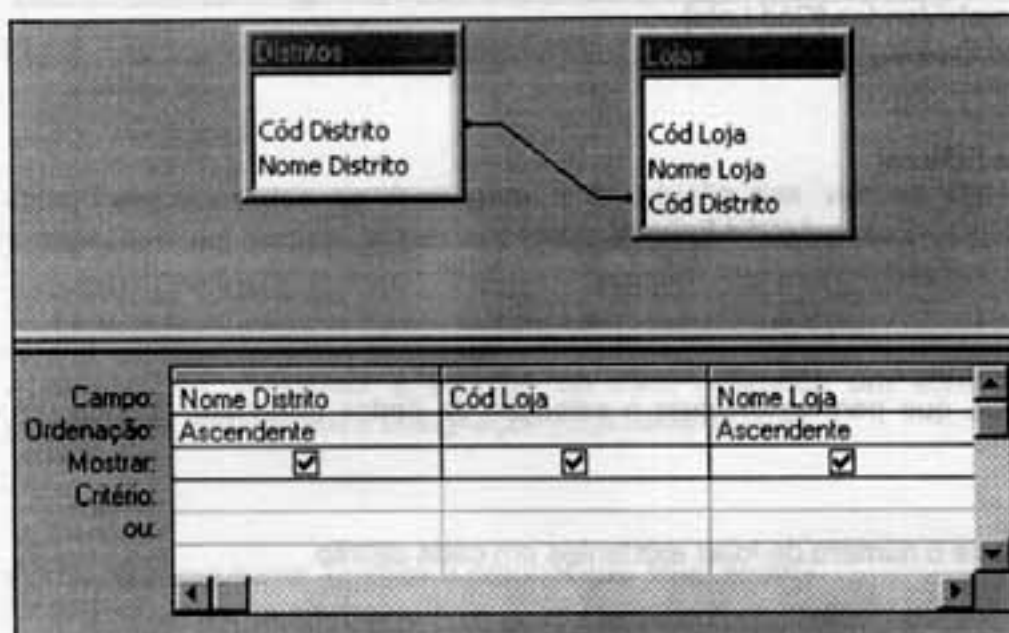 Distritos
Cód Distrito
Nome Distrito
Lojas
Cód Loja
Nome Loja
Cód Distrito
Campo: Nome Distrito Cód Loja Nome Loja
Ordenação: Ascendente Ascendente
Mostrar:
Critério:
ou: